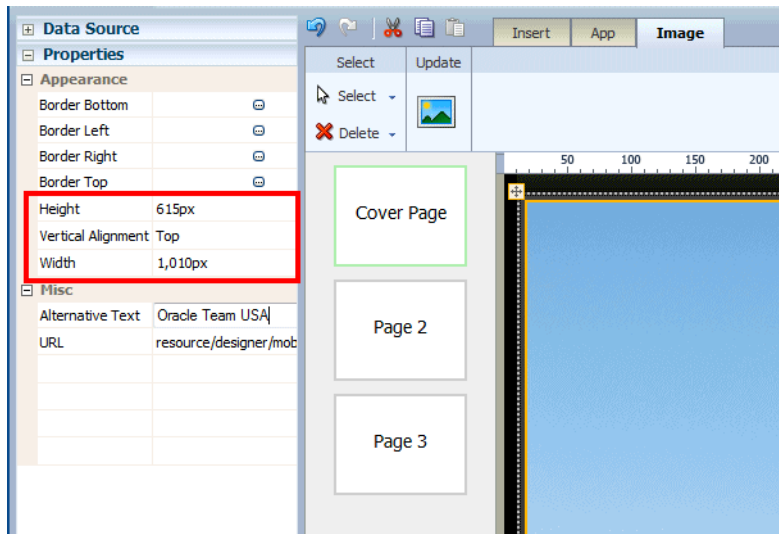 Data Source
Properties
Appearance
Border Bottom
Border Left
Border Right
Border Top
Height 615px
Vertical Alignment Top
Width 1,010px
Misc
Alternative Text Oracle Team USA
URL resource/designer/mob
Insert App Image
Select Update
Select
Delete
Cover Page
Page 2
Page 3
50 100 150 200